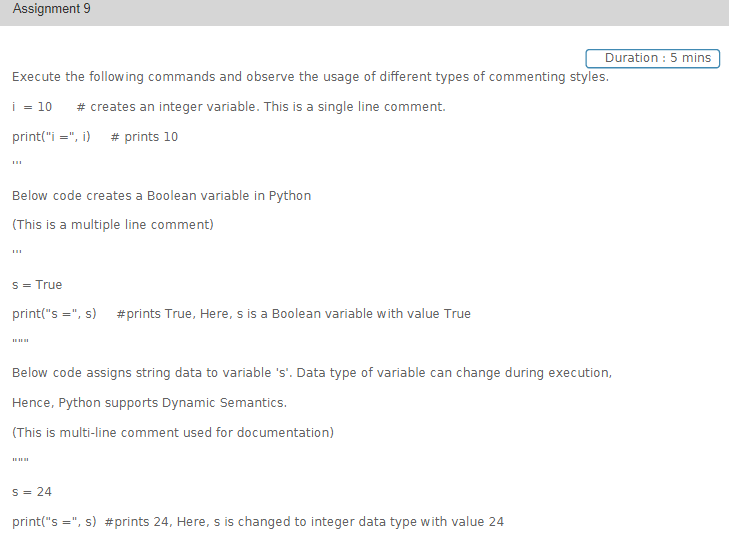 Assignment 9
Duration : 5 mins
Execute the following commands and observe the usage of different types of commenting styles.
i = 10 # creates an integer variable. This is a single line comment.
print("i =", i) # prints 10
'''
Below code creates a Boolean variable in Python
(This is a multiple line comment)
'''
s = True
print("s =", s) #prints True, Here, s is a Boolean variable with value True
"""
Below code assigns string data to variable 's'. Data type of variable can change during execution,
Hence, Python supports Dynamic Semantics.
(This is multi-line comment used for documentation)
"""
s = 24
print("s =", s) #prints 24, Here, s is changed to integer data type with value 24